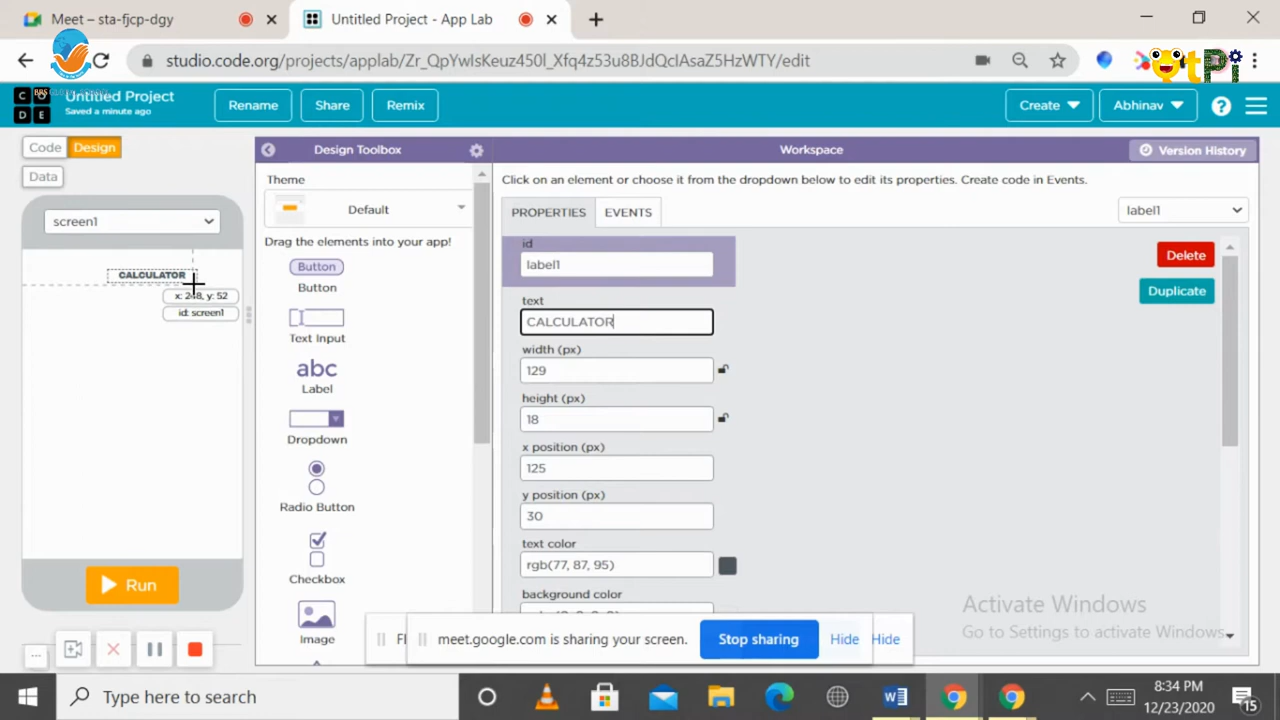 Meet – sta-fjcp-dgy
Untitled Project - App Lab
studio.code.org/projects/applab/Zr_QpYwIsKeuz450l_Xfq4z53u8BJdQcIAsaZ5HzWTY/edit
tPi
C O
D E
Untitled Project
Saved a minute ago
Rename
Share
Remix
Create
Abhinav
Code
Design
Data
Design Toolbox
Workspace
Version History
screen1
CALCULATOR
x: 248, y: 52
id: screen1
Run
Theme
Default
Drag the elements into your app!
Button
Button
Text Input
abc
Label
Dropdown
Radio Button
Checkbox
Image
Click on an element or choose it from the dropdown below to edit its properties. Create code in Events.
PROPERTIES
EVENTS
label1
id
label1
Delete
Duplicate
text
CALCULATOR
width (px)
129
height (px)
18
x position (px)
125
y position (px)
30
text color
rgb(77, 87, 95)
background color
Activate Windows
Go to Settings to activate Windows.
meet.google.com is sharing your screen.
Stop sharing
Hide
Hide
Type here to search
8:34 PM
12/23/2020
15